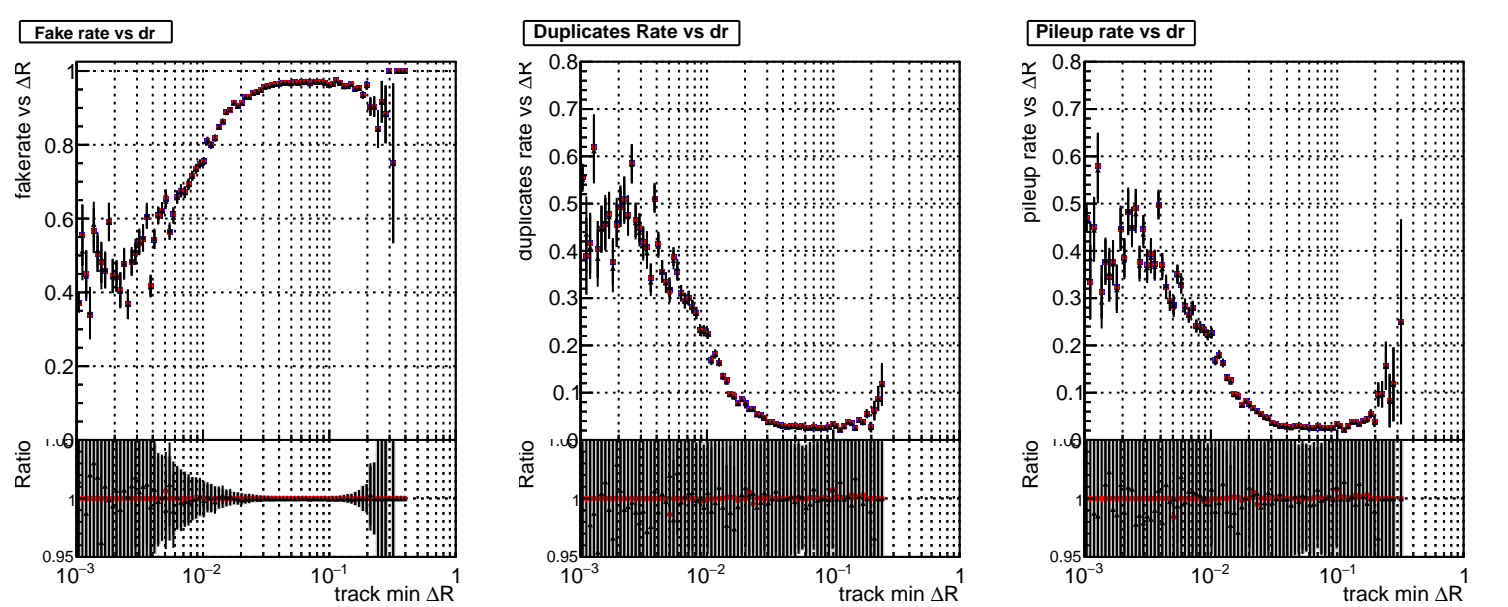 Fake rate vs dr
fakerate vs ΔR
1
0.8
0.6
0.4
0.2
0
Ratio
1
0.95
10⁻³ 10⁻² 10⁻¹ 1
track min ΔR
Duplicates Rate vs dr
duplicates rate vs ΔR
0.8
0.7
0.6
0.5
0.4
0.3
0.2
0.1
0
Ratio
1
0.95
10⁻³ 10⁻² 10⁻¹ 1
track min ΔR
Pileup rate vs dr
pileup rate vs ΔR
0.8
0.7
0.6
0.5
0.4
0.3
0.2
0.1
0
Ratio
1
0.95
10⁻³ 10⁻² 10⁻¹ 1
track min ΔR